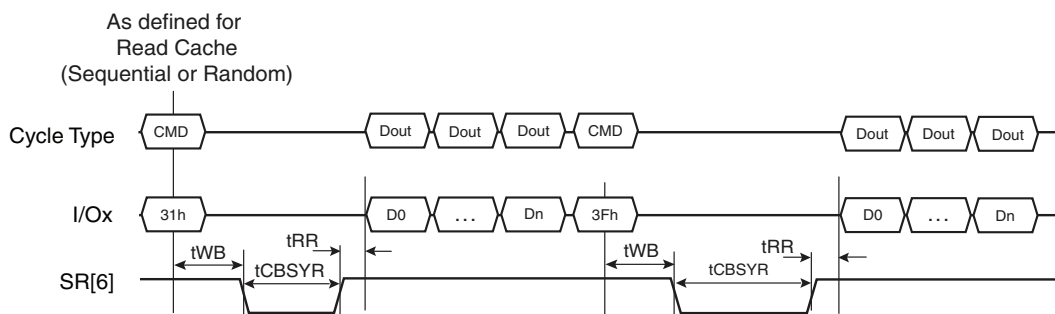 As defined for
Read Cache
(Sequential or Random)
Cycle Type CMD Dout Dout Dout CMD Dout Dout Dout
I/Ox 31h D0 ... Dn 3Fh D0 ... Dn
tWB tRR tWB tRR
SR[6] tCBSYR tCBSYR